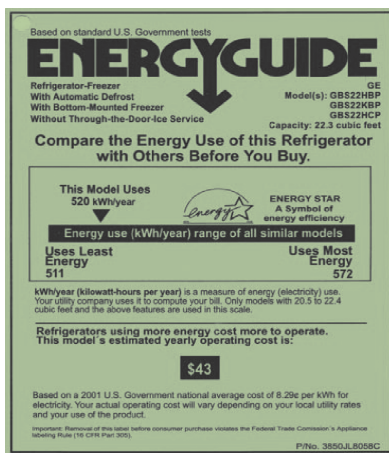 Based on standard U.S. Government tests
ENERGYGUIDE
Refrigerator-Freezer
With Automatic Defrost
With Bottom-Mounted Freezer
Without Through-the-Door-Ice Service
GE
Model(s): GBS22HBP
GBS22KBP
GBS22HCP
Capacity: 22.3 cubic feet
Compare the Energy Use of this Refrigerator
with Others Before You Buy.
This Model Uses
520 kWh/year
energy
ENERGY STAR
A Symbol of
energy efficiency
Energy use (kWh/year) range of all similar models
Uses Least
Energy
511
Uses Most
Energy
572
kWh/year (kilowatt-hours per year) is a measure of energy (electricity) use.
Your utility company uses it to compute your bill. Only models with 20.5 to 22.4
cubic feet and the above features are used in this scale.
Refrigerators using more energy cost more to operate.
This model's estimated yearly operating cost is:
$43
Based on a 2001 U.S. Government national average cost of 8.29¢ per kWh for
electricity. Your actual operating cost will vary depending on your local utility rates
and your use of the product.
Important: Removal of this label before consumer purchase violates the Federal Trade Commission's Appliance
labeling Rule (16 CFR Part 305).
P/No. 3850JL8058C